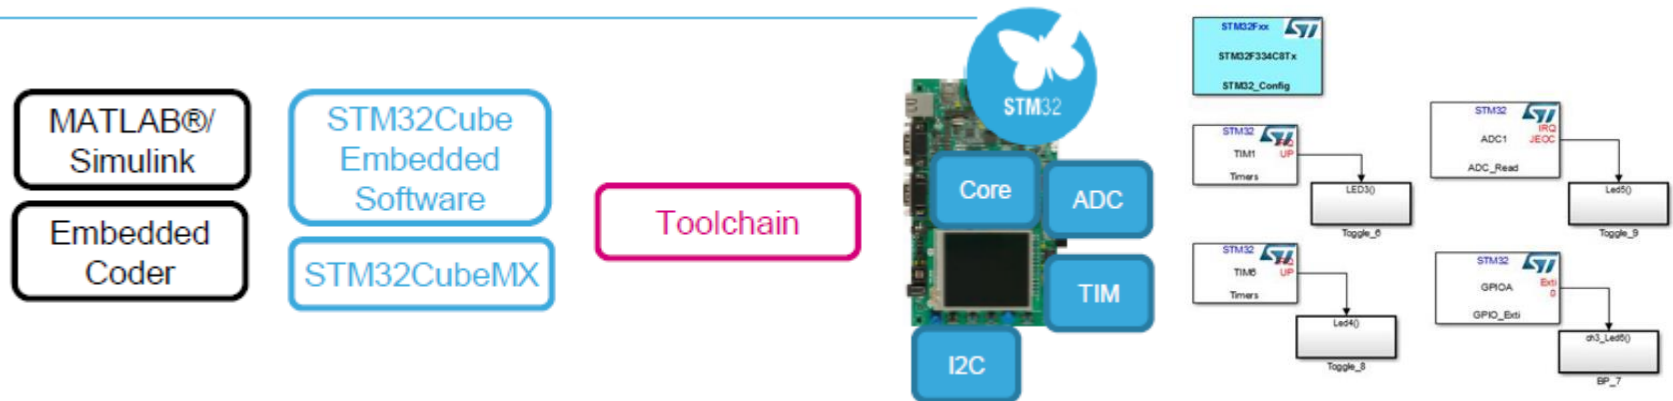 MATLAB®/
Simulink
Embedded
Coder
STM32Cube
Embedded
Software
STM32CubeMX
Toolchain
STM32
Core
ADC
TIM
I2C
STM32Fxx
STM32F334C8Tx
STM32_Config
STM32
TIM1
UP
Timers
LED3()
Toggle_6
STM32
TIM6
UP
Timers
Led4()
Toggle_8
STM32
IRQ
ADC1
JEOC
ADC_Read
Led5()
Toggle_9
STM32
GPIOA
Exti
0
GPIO_Exti
ch3_Led6()
BP_7